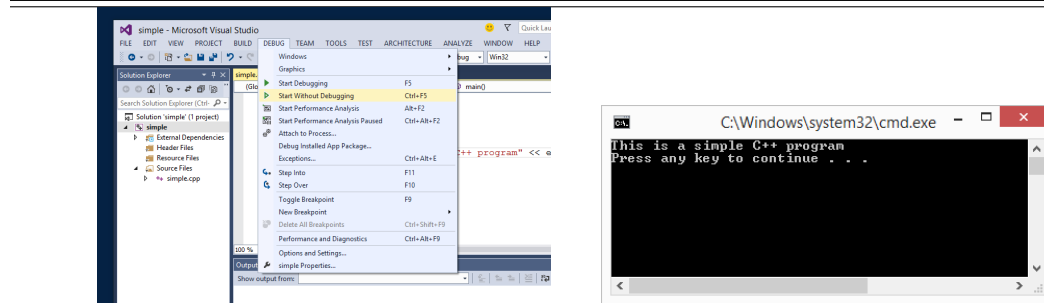 simple - Microsoft Visual Studio
Quick Lau
FILE EDIT VIEW PROJECT BUILD DEBUG TEAM TOOLS TEST ARCHITECTURE ANALYZE WINDOW HELP
bug Win32
Solution Explorer
Search Solution Explorer (Ctrl-
Solution 'simple' (1 project)
simple
External Dependencies
Header Files
Resource Files
Source Files
simple.cpp
simple.
(Glo
main()
Windows
Graphics
Start Debugging F5
Start Without Debugging Ctrl+F5
Start Performance Analysis Alt+F2
Start Performance Analysis Paused Ctrl+Alt+F2
Attach to Process...
Debug Installed App Package...
Exceptions... Ctrl+Alt+E
Step Into F11
Step Over F10
Toggle Breakpoint F9
New Breakpoint
Delete All Breakpoints Ctrl+Shift+F9
Performance and Diagnostics Ctrl+Alt+F9
Options and Settings...
simple Properties...
C++ program" << e
100 %
Output
Show output from:
C:\Windows\system32\cmd.exe
This is a simple C++ program
Press any key to continue . . .